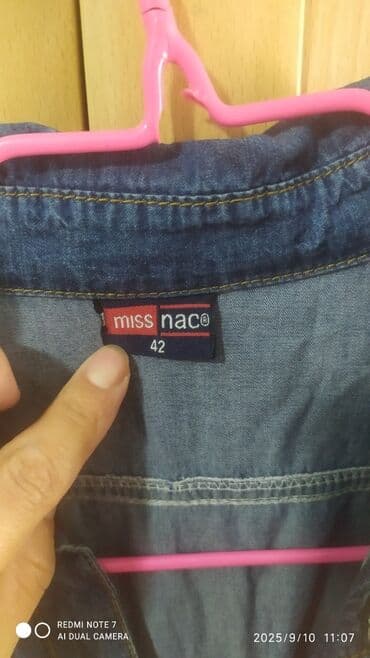 miss nac®
42
REDMI NOTE 7
AI DUAL CAMERA
2025/9/10 11:07